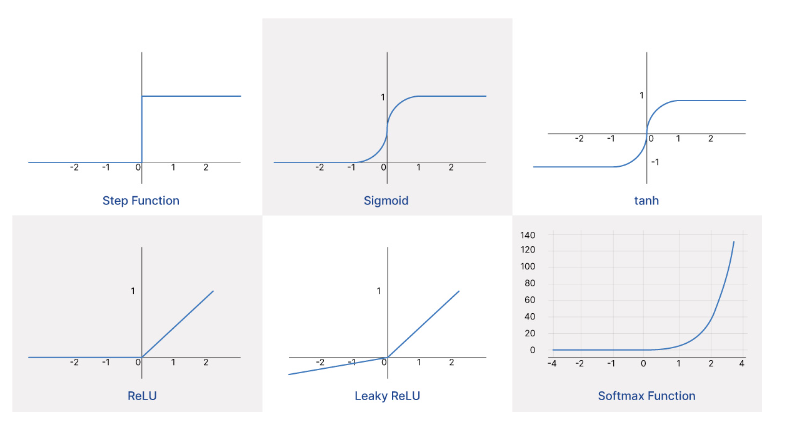 1
-2 -1 0 1 2
Step Function
1
-2 -1 0 1 2
Sigmoid
1
-2 -1 0 1 2
-1
tanh
1
-2 -1 0 1 2
ReLU
1
-2 -1 0 1 2
Leaky ReLU
140
120
100
80
60
40
20
0
-4 -2 -1 0 1 2 4
Softmax Function